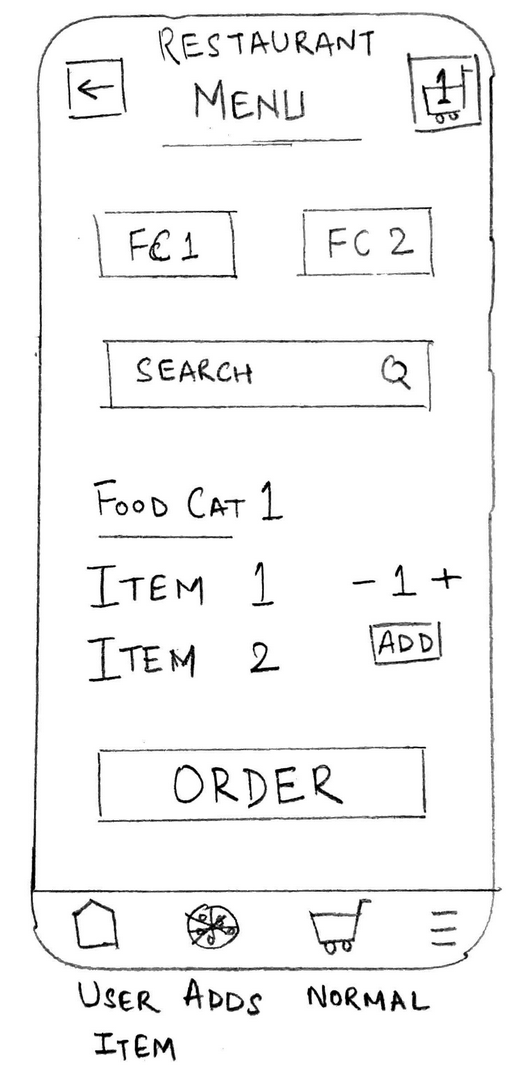 RESTAURANT
MENU
1
FC 1 FC 2
SEARCH
FOOD CAT 1
ITEM 1 - 1 +
ITEM 2 ADD
ORDER
USER ADDS NORMAL
ITEM